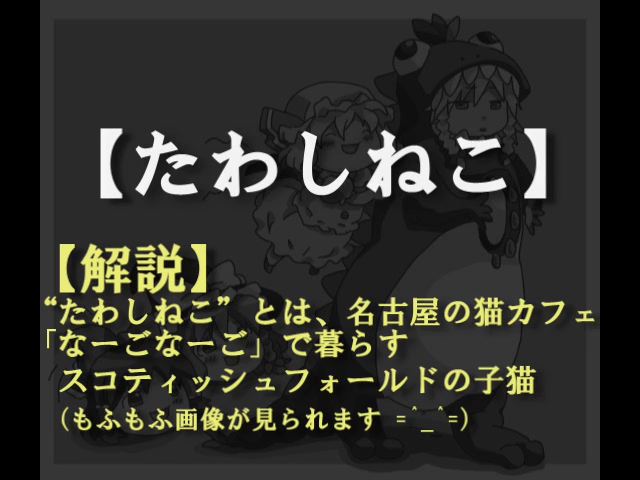 【たわしねこ】
【解説】
“たわしねこ”とは、名古屋の猫カフェ
「なーごなーご」で暮らす
スコティッシュフォールドの子猫
(もふもふ画像が見られます =^_^=)